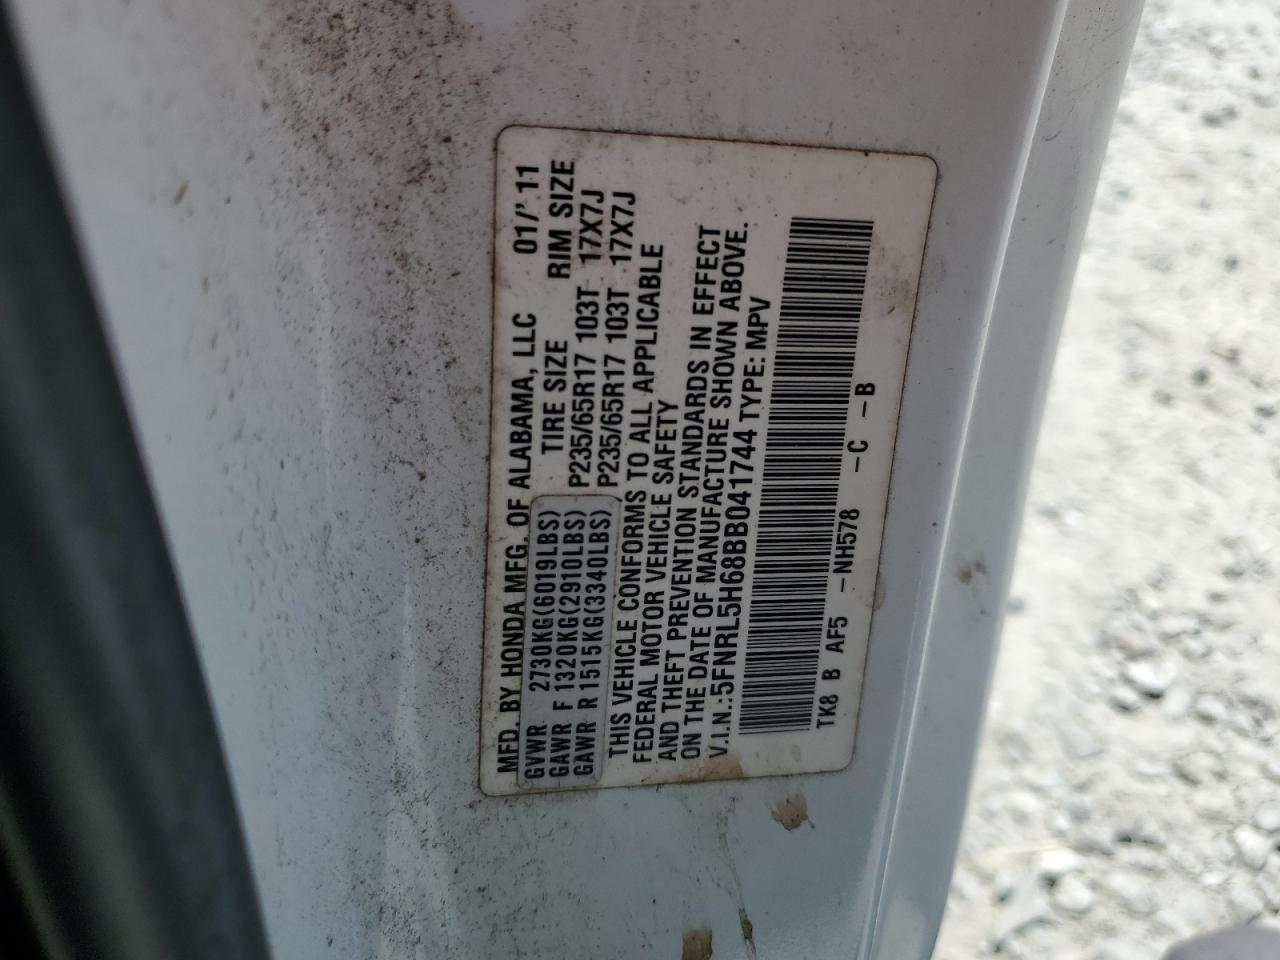 MFD. BY HONDA MFG. OF ALABAMA, LLC 01/'11
GVWR 2730KG(6019LBS) TIRE SIZE RIM SIZE
GAWR F 1320KG(2910LBS) P235/65R17 103T 17X7J
GAWR R 1515KG(3340LBS) P235/65R17 103T 17X7J
THIS VEHICLE CONFORMS TO ALL APPLICABLE
FEDERAL MOTOR VEHICLE SAFETY
AND THEFT PREVENTION STANDARDS IN EFFECT
ON THE DATE OF MANUFACTURE SHOWN ABOVE.
V.I.N.:5FNRL5H68BB041744 TYPE: MPV
TK8 B AF5 -NH578 -C -B